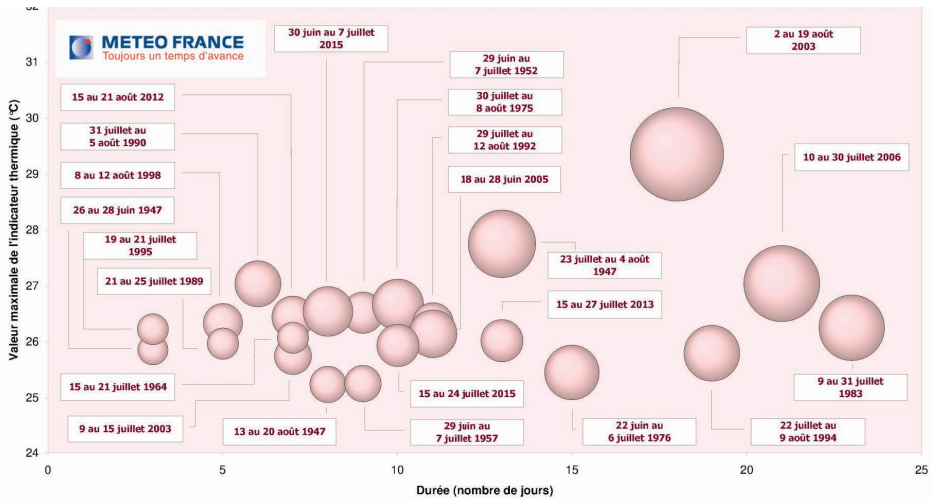 32
31
30
29
28
27
26
25
24
Valeur maximale de l'indicateur thermique (°C)
METEO FRANCE
Toujours un temps d'avance
30 juin au 7 juillet
2015
2 au 19 août
2003
29 juin au
7 juillet 1952
15 au 21 août 2012
30 juillet au
8 août 1975
31 juillet au
5 août 1990
29 juillet au
12 août 1992
10 au 30 juillet 2006
8 au 12 août 1998
18 au 28 juin 2005
26 au 28 juin 1947
19 au 21 juillet
1995
23 juillet au 4 août
1947
21 au 25 juillet 1989
15 au 27 juillet 2013
15 au 21 juillet 1964
15 au 24 juillet 2015
9 au 31 juillet
1983
9 au 15 juillet 2003
13 au 20 août 1947
29 juin au
7 juillet 1957
22 juin au
6 juillet 1976
22 juillet au
9 août 1994
0
5
10
15
20
25
Durée (nombre de jours)